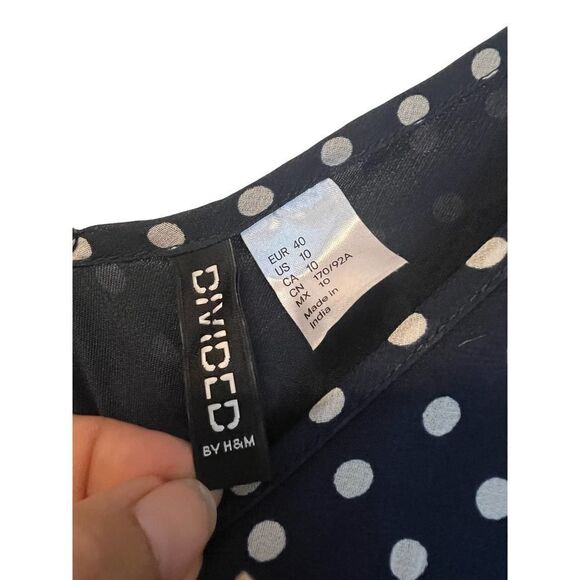 DIVIDED
BY H&M
EUR 40
US 10
CA 10
CN 170/92A
MX 10
Made in
India